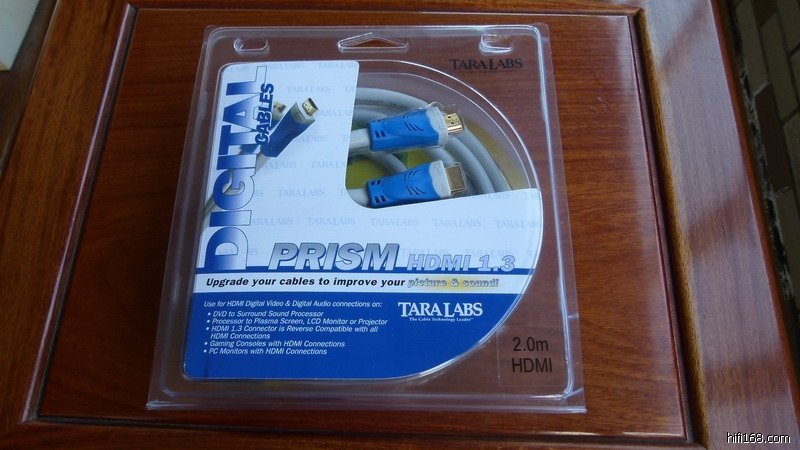 TARA LABS
DIGITAL
CABLES
PRISM HDMI 1.3
Upgrade your cables to improve your picture & sound!
Use for HDMI Digital Video & Digital Audio connections on:
• DVD to Surround Sound Processor
• Processor to Plasma Screen, LCD Monitor or Projector
• HDMI 1.3 Connector is Reverse Compatible with all
HDMI Connections
• Gaming Consoles with HDMI Connections
• PC Monitors with HDMI Connections
TARA LABS
The Cable Technology Leader
2.0m
HDMI
hifi168.com